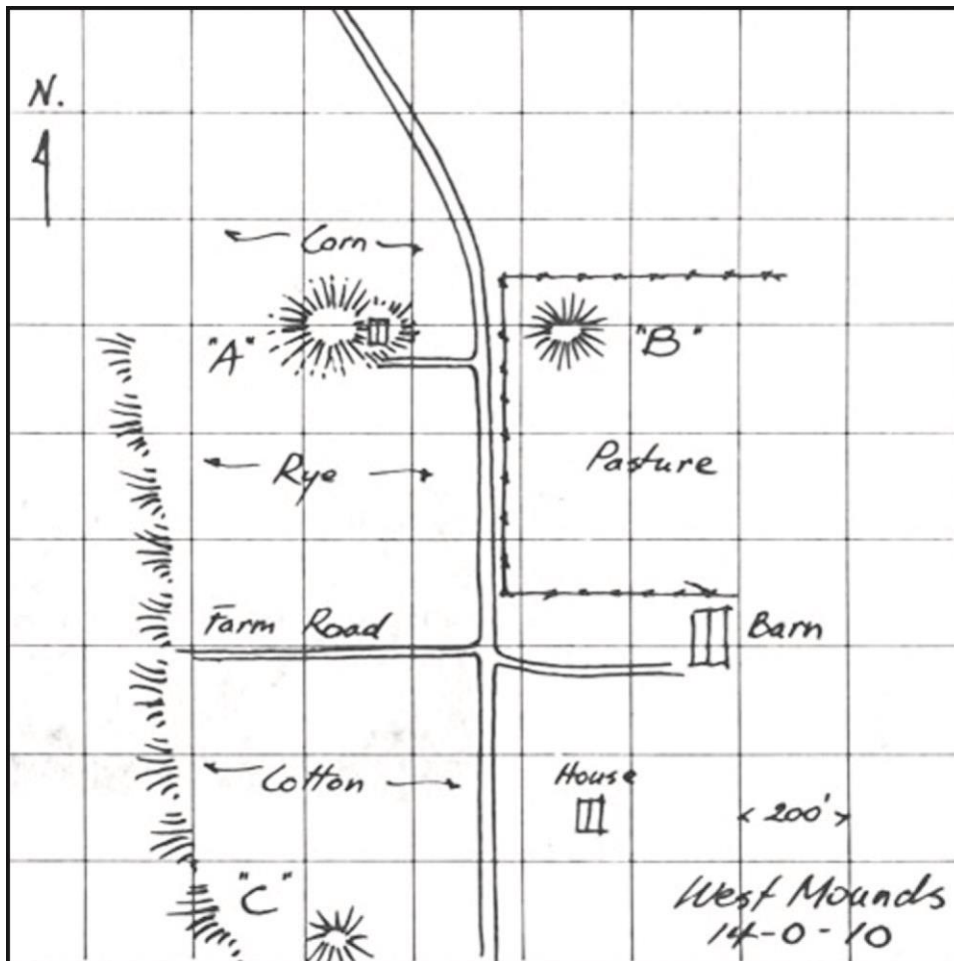 N.
Corn
"A"
"B"
Pasture
Rye
Farm Road
Barn
Cotton
House
< 200' >
"C"
West Mounds
14-0-10